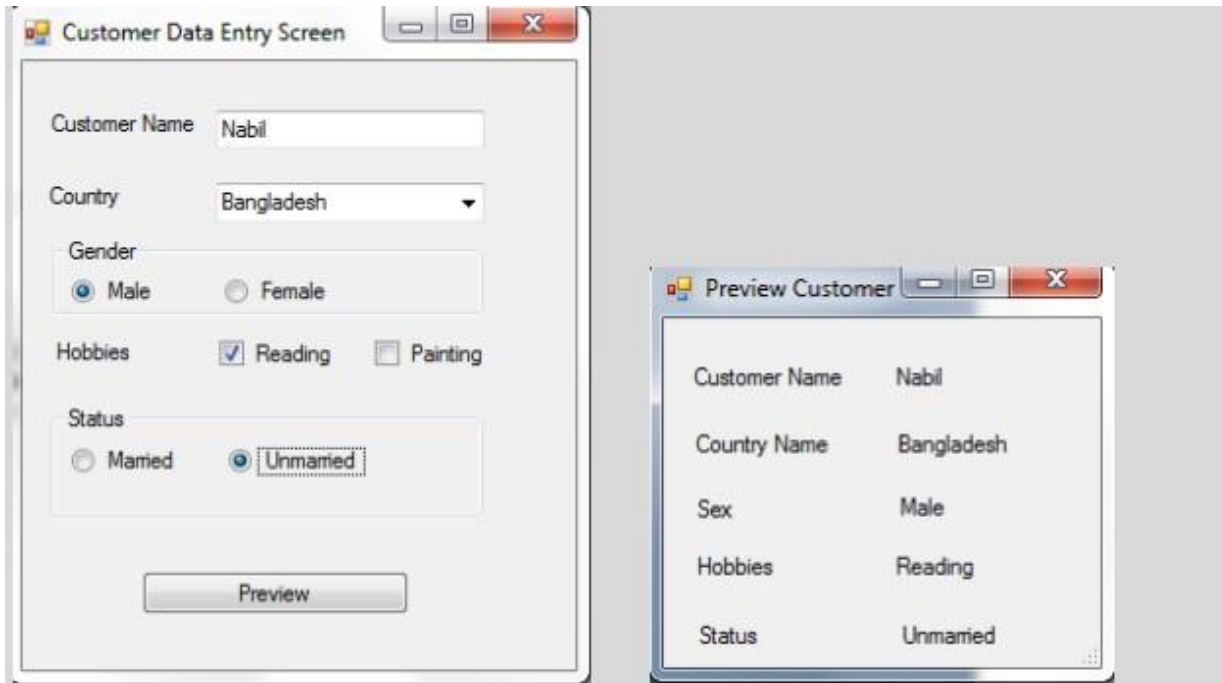 Customer Data Entry Screen
Customer Name Nabil
Country Bangladesh
Gender
Male Female
Hobbies Reading Painting
Status
Married Unmarried
Preview
Preview Customer
Customer Name Nabil
Country Name Bangladesh
Sex Male
Hobbies Reading
Status Unmarried